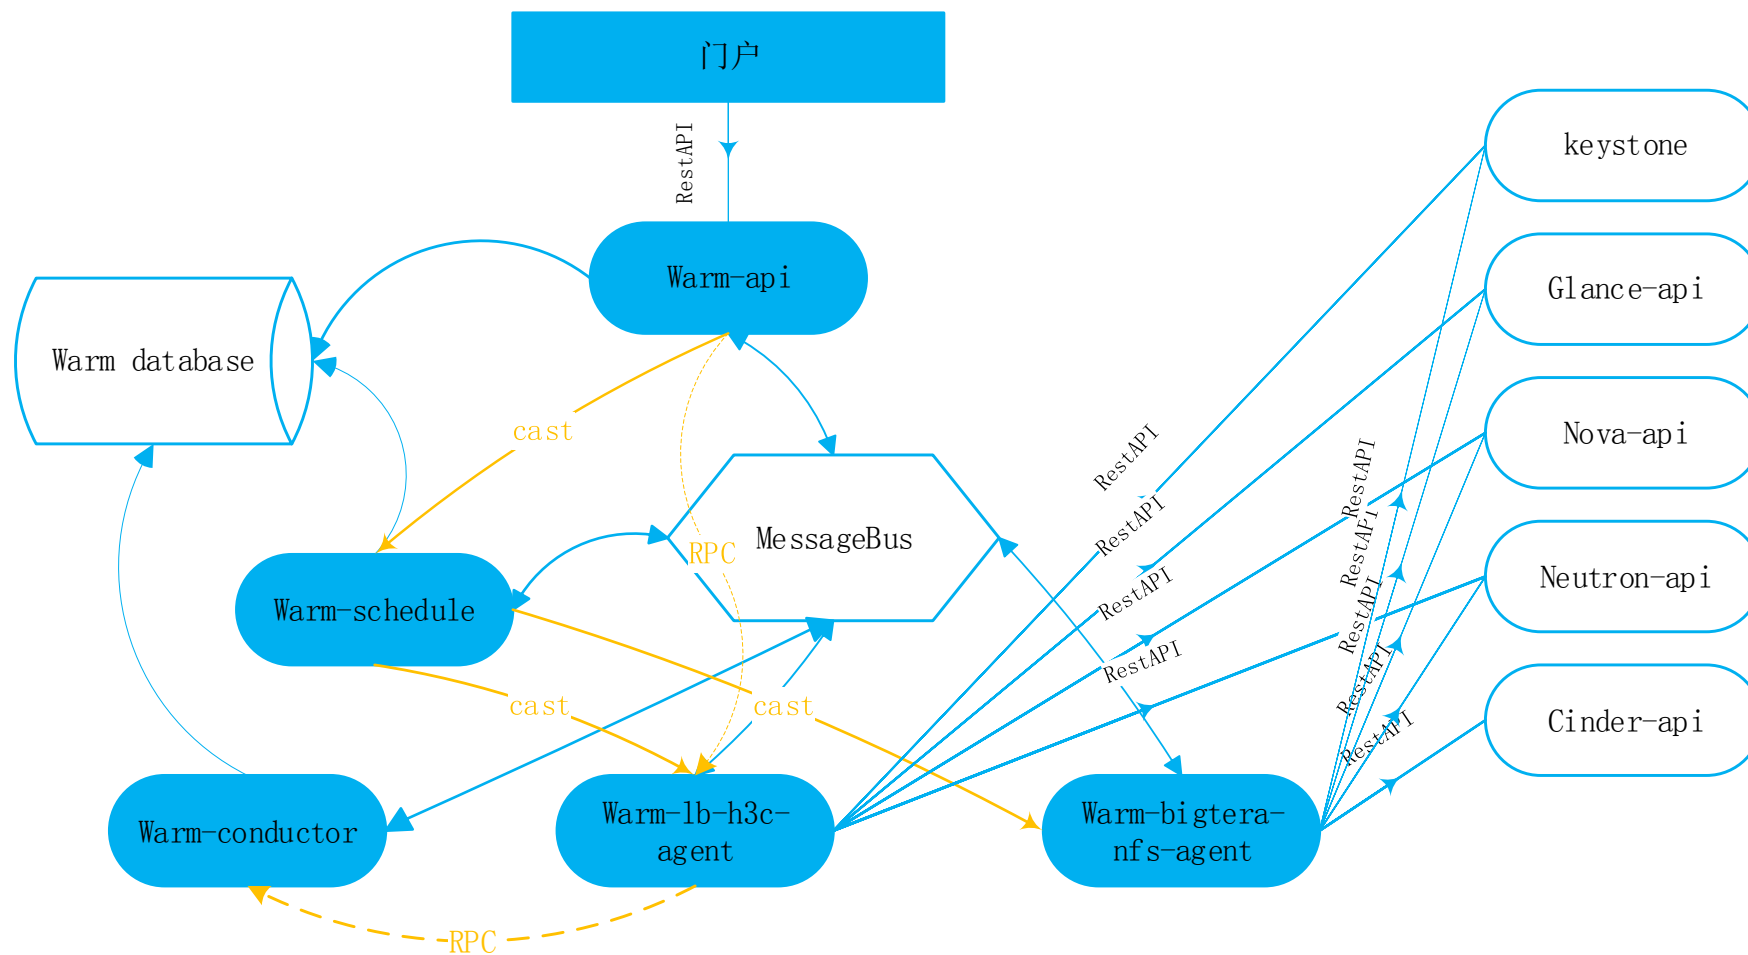 门户
RestAPI
keystone
Warm-api
Glance-api
Warm database
cast
Nova-api
RestAPI
RestAPI
RestAPI
RestAPI
RPC
MessageBus
RestAPI
RestAPI
Neutron-api
Warm-schedule
RestAPI
RestAPI
RestAPI
cast
cast
RestAPI
Cinder-api
Warm-conductor
Warm-lb-h3c-
agent
Warm-bigtera-
nfs-agent
RPC